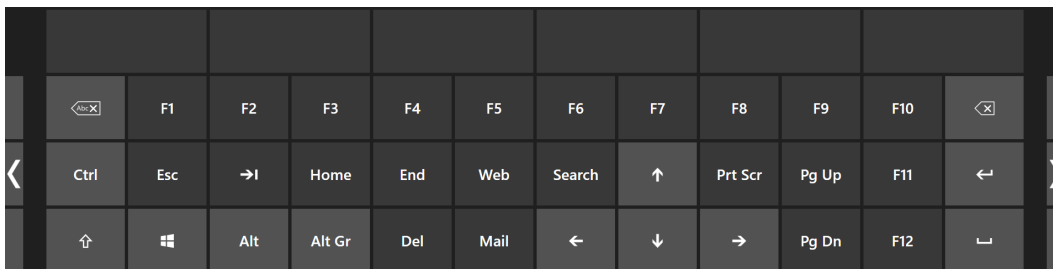 Abc F1 F2 F3 F4 F5 F6 F7 F8 F9 F10
Ctrl Esc Home End Web Search Prt Scr Pg Up F11
Alt Alt Gr Del Mail Pg Dn F12